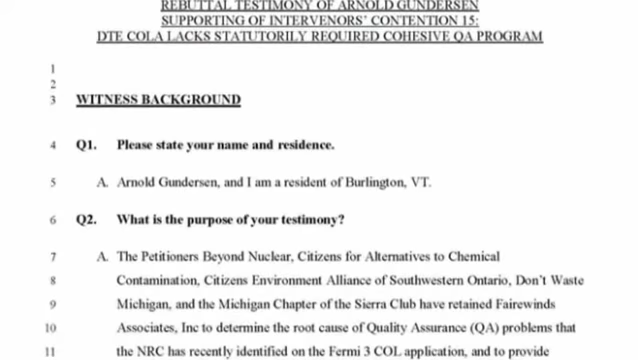 REBUTTAL TESTIMONY OF ARNOLD GUNDERSEN
SUPPORTING OF INTERVENORS' CONTENTION 15:
DTE COLA LACKS STATUTORILY REQUIRED COHESIVE QA PROGRAM
1
2
3 WITNESS BACKGROUND
4 Q1. Please state your name and residence.
5 A. Arnold Gundersen, and I am a resident of Burlington, VT.
6 Q2. What is the purpose of your testimony?
7 A. The Petitioners Beyond Nuclear, Citizens for Alternatives to Chemical
8 Contamination, Citizens Environment Alliance of Southwestern Ontario, Don't Waste
9 Michigan, and the Michigan Chapter of the Sierra Club have retained Fairewinds
10 Associates, Inc to determine the root cause of Quality Assurance (QA) problems that
11 the NRC has recently identified on the Fermi 3 COL application, and to provide